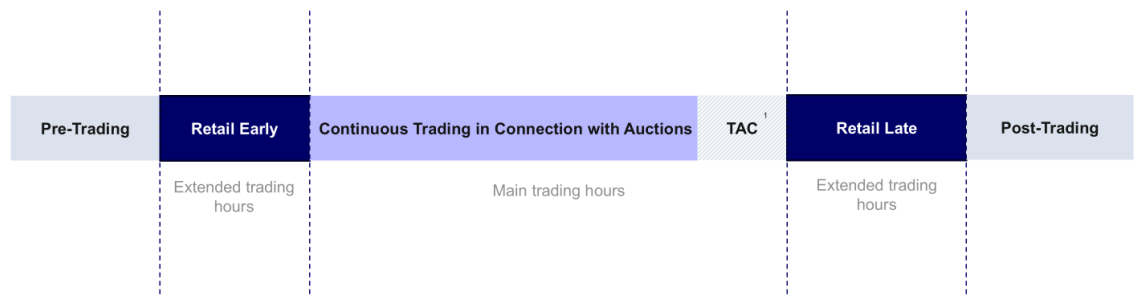 Pre-Trading
Retail Early
Continuous Trading in Connection with Auctions
TAC 1
Retail Late
Post-Trading
Extended trading
hours
Main trading hours
Extended trading
hours